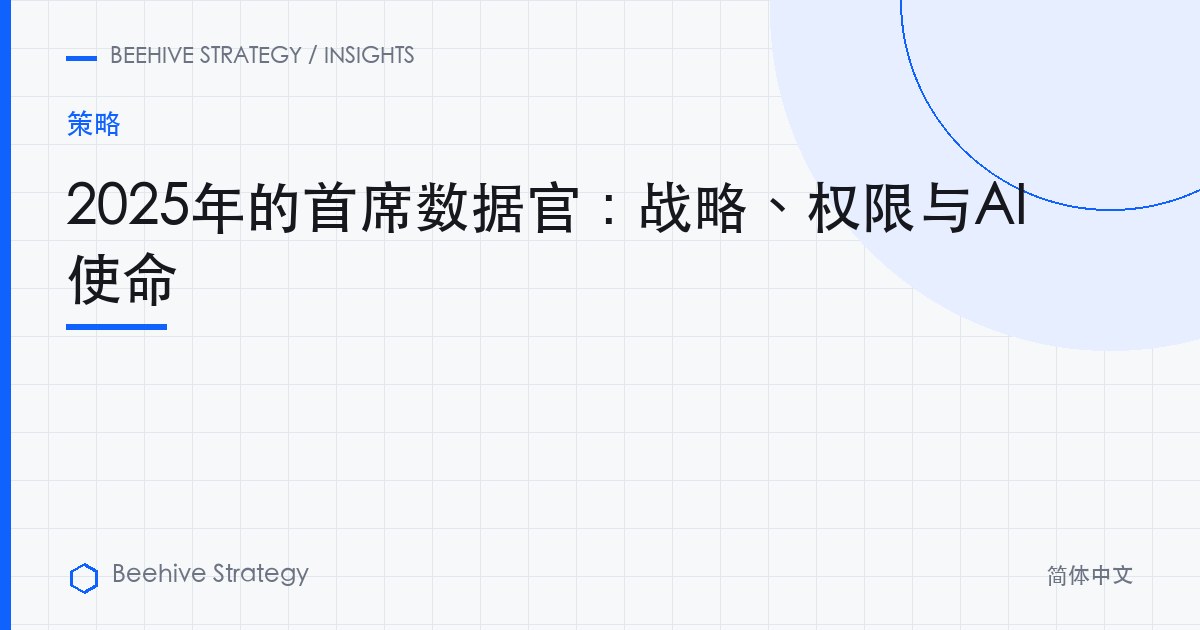 BEEHIVE STRATEGY / INSIGHTS
策略
2025年的首席数据官：战略、权限与AI
使命
Beehive Strategy
简体中文